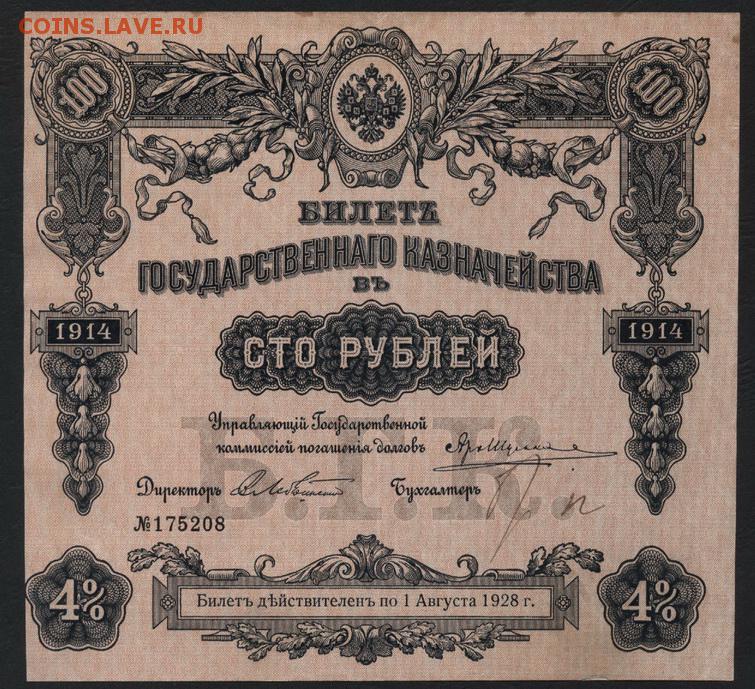 COINS.LAVE.RU
100 100
БИЛЕТЪ
ГОСУДАРСТВЕННАГО КАЗНАЧЕЙСТВА
ВЪ
1914 1914
СТО РУБЛЕЙ
Управляющій Государственной
коммиссіей погашенія долговъ
Директоръ Бухгалтеръ
Б.Г.К.
№175208
4% 4%
Билетъ дѣйствителенъ по 1 Августа 1928 г.